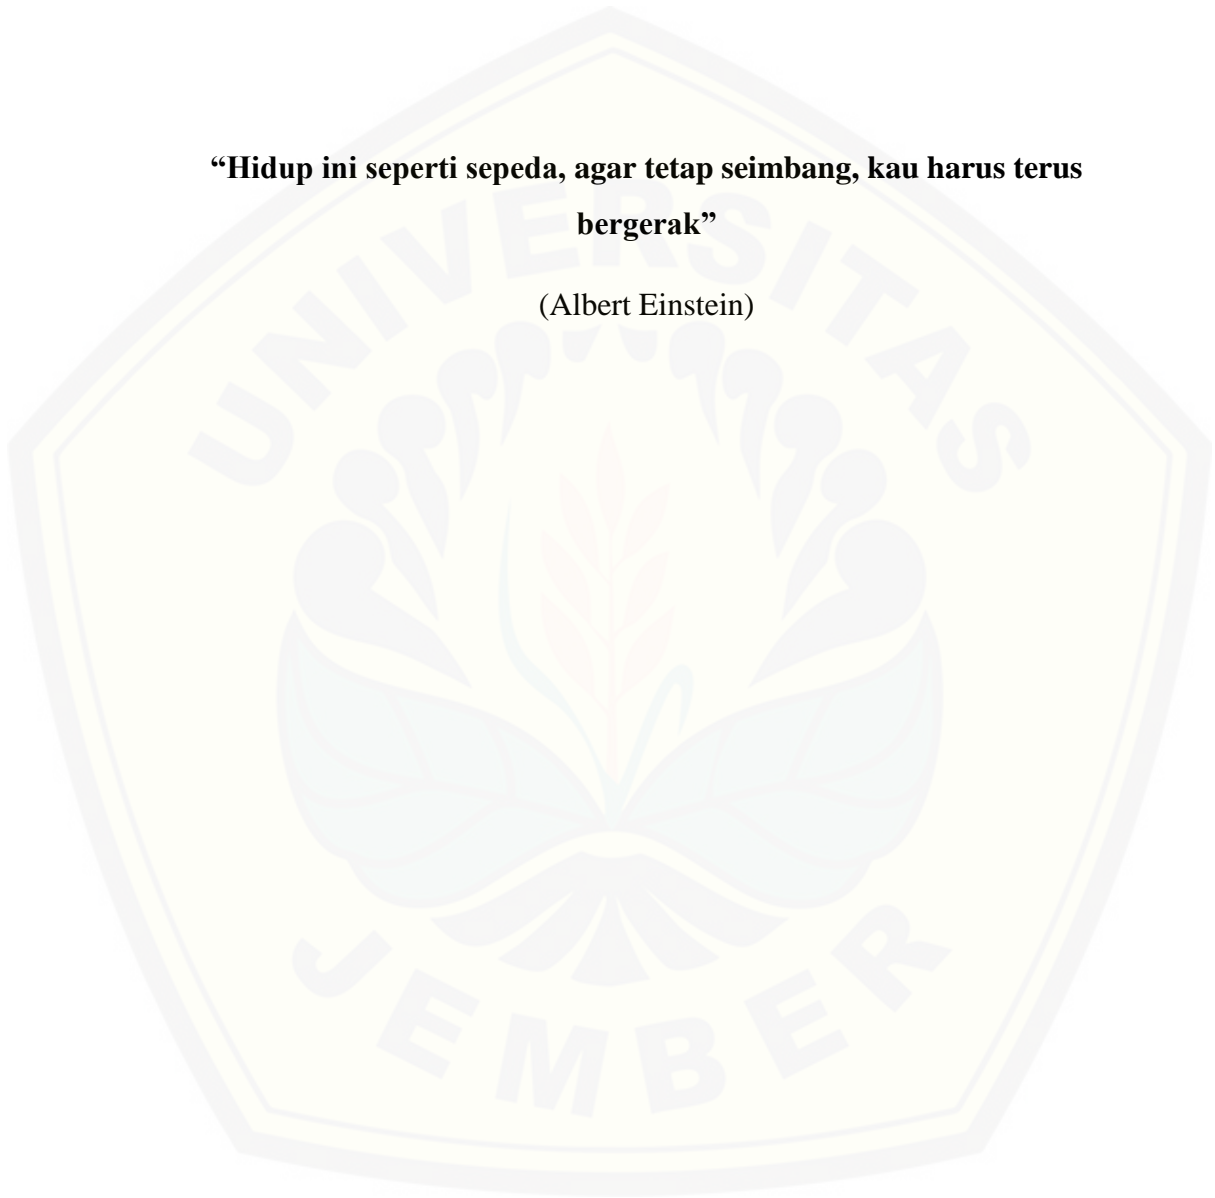 “Hidup ini seperti sepeda, agar tetap seimbang, kau harus terus
bergerak”
(Albert Einstein)
UNIVERSITAS
JEMBER